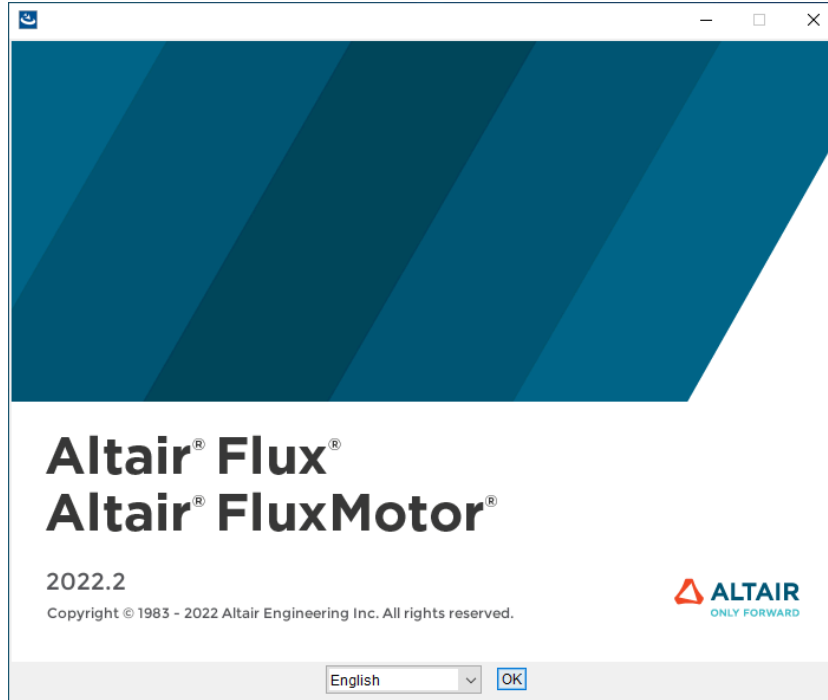 Altair® Flux®
Altair® FluxMotor®
2022.2
Copyright © 1983 - 2022 Altair Engineering Inc. All rights reserved.
ALTAIR
ONLY FORWARD
English
OK